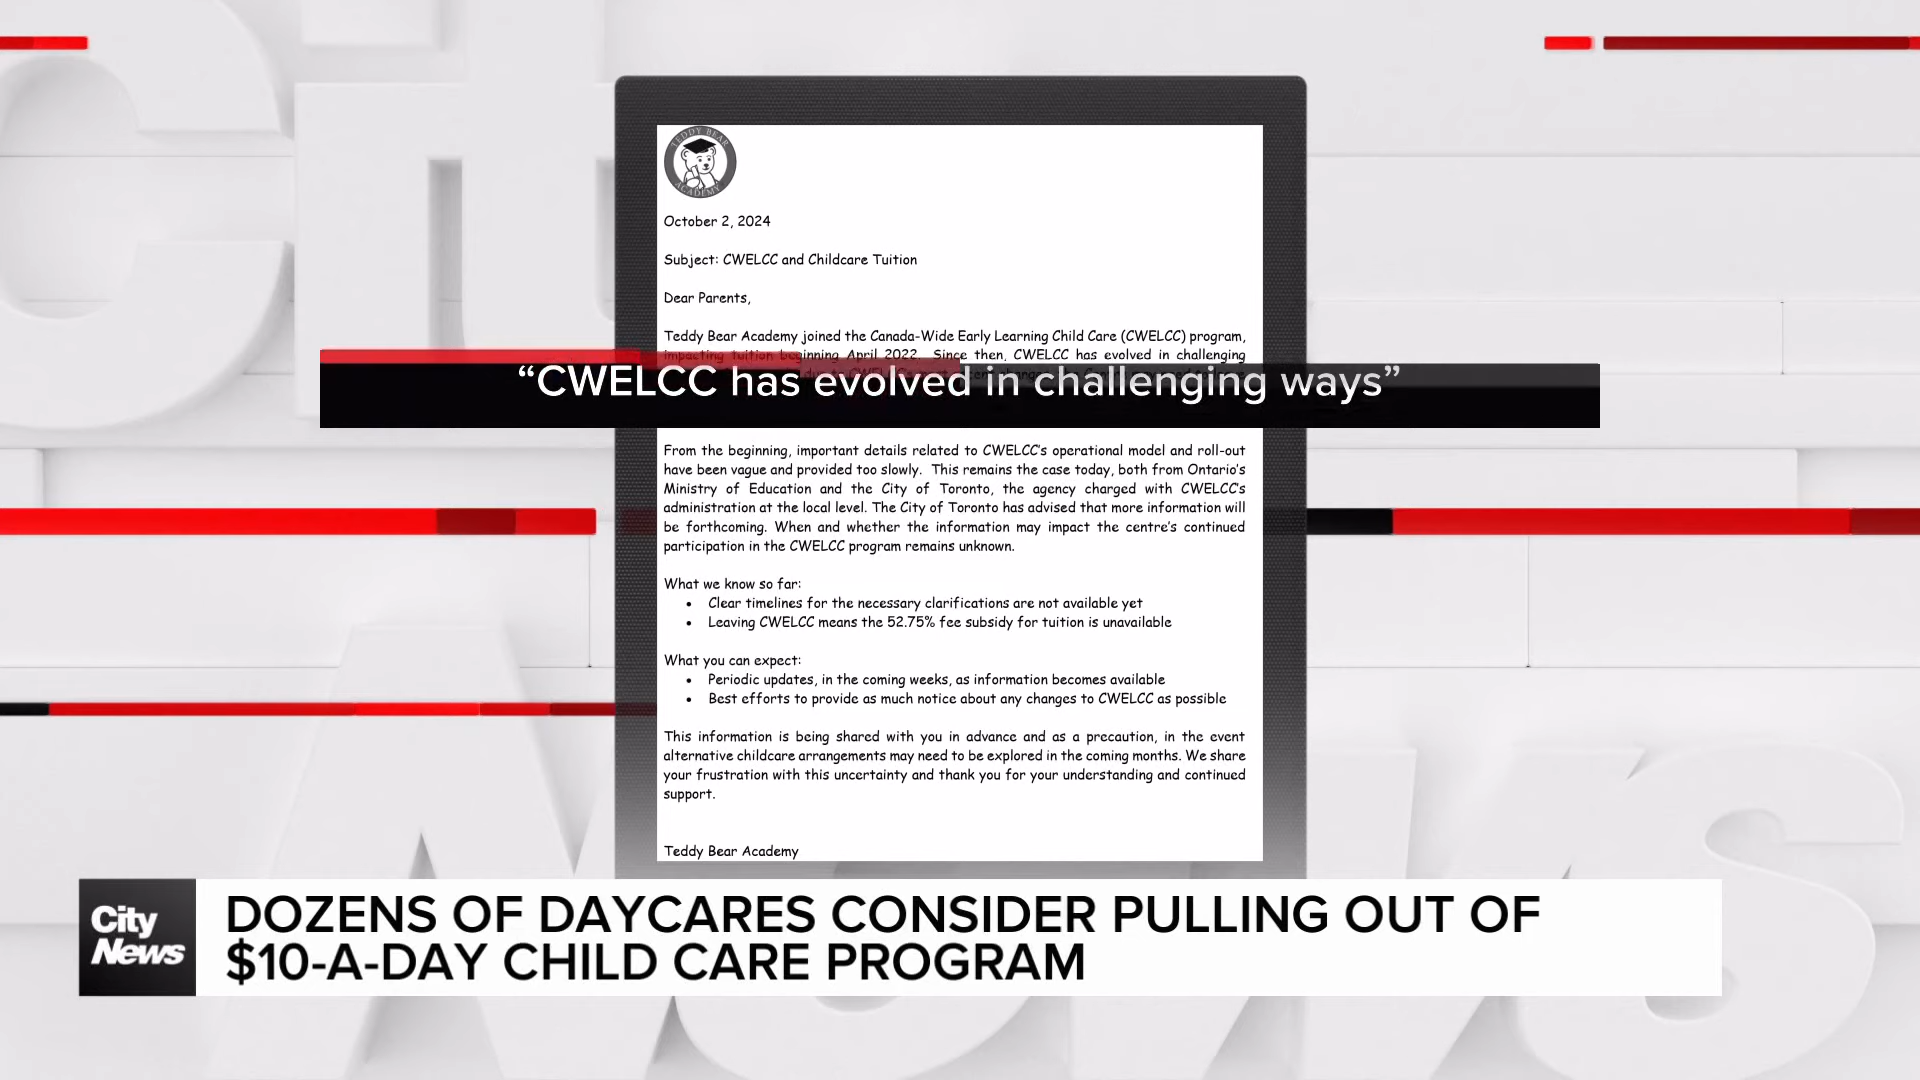 TEDDY BEAR
ACADEMY
October 2, 2024
Subject: CWELCC and Childcare Tuition
Dear Parents,
Teddy Bear Academy joined the Canada-Wide Early Learning Child Care (CWELCC) program,
impacting tuition beginning April 2022. Since then, CWELCC has evolved in challenging
“CWELCC has evolved in challenging ways”
From the beginning, important details related to CWELCC's operational model and roll-out
have been vague and provided too slowly. This remains the case today, both from Ontario's
Ministry of Education and the City of Toronto, the agency charged with CWELCC's
administration at the local level. The City of Toronto has advised that more information will
be forthcoming. When and whether the information may impact the centre's continued
participation in the CWELCC program remains unknown.
What we know so far:
• Clear timelines for the necessary clarifications are not available yet
• Leaving CWELCC means the 52.75% fee subsidy for tuition is unavailable
What you can expect:
• Periodic updates, in the coming weeks, as information becomes available
• Best efforts to provide as much notice about any changes to CWELCC as possible
This information is being shared with you in advance and as a precaution, in the event
alternative childcare arrangements may need to be explored in the coming months. We share
your frustration with this uncertainty and thank you for your understanding and continued
support.
Teddy Bear Academy
City
News
DOZENS OF DAYCARES CONSIDER PULLING OUT OF
$10-A-DAY CHILD CARE PROGRAM